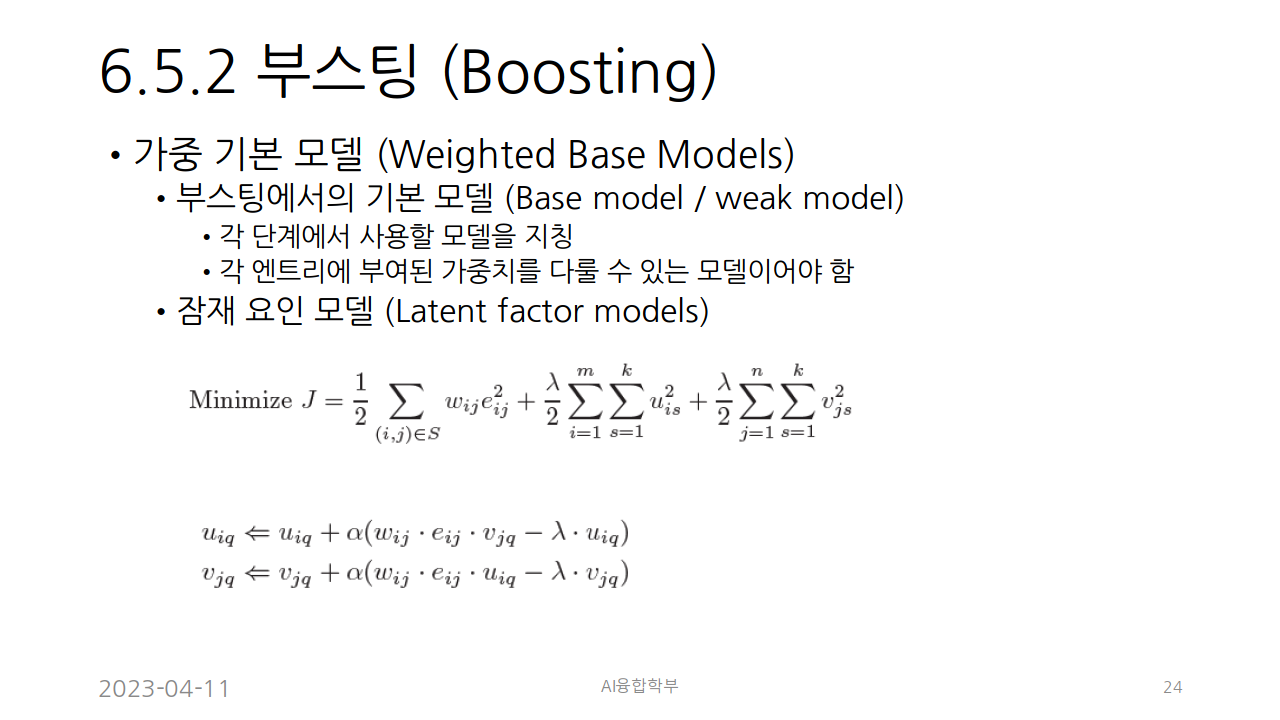 6.5.2 부스팅 (Boosting)
• 가중 기본 모델 (Weighted Base Models)
• 부스팅에서의 기본 모델 (Base model / weak model)
• 각 단계에서 사용할 모델을 지칭
• 각 엔트리에 부여된 가중치를 다룰 수 있는 모델이어야 함
• 잠재 요인 모델 (Latent factor models)
Minimize $J = \frac{1}{2} \sum_{(i,j)\in S} w_{ij} e_{ij}^2 + \frac{\lambda}{2} \sum_{i=1}^{m} \sum_{s=1}^{k} u_{is}^2 + \frac{\lambda}{2} \sum_{j=1}^{n} \sum_{s=1}^{k} v_{js}^2$
$u_{iq} \Leftarrow u_{iq} + \alpha(w_{ij} \cdot e_{ij} \cdot v_{jq} - \lambda \cdot u_{iq})$
$v_{jq} \Leftarrow v_{jq} + \alpha(w_{ij} \cdot e_{ij} \cdot u_{iq} - \lambda \cdot v_{jq})$
2023-04-11
AI융합학부
24